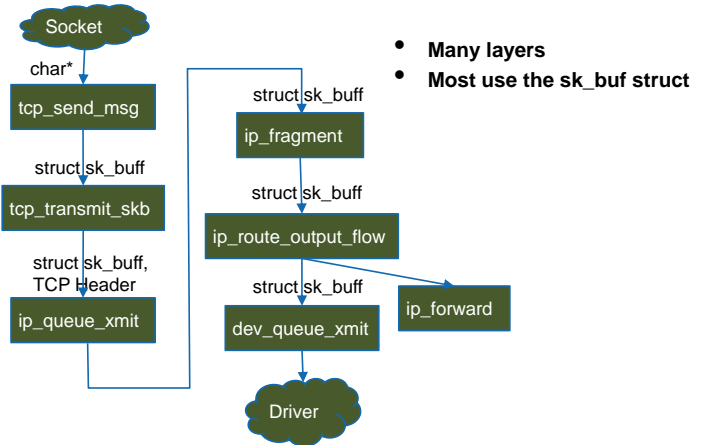 Socket
char*
tcp_send_msg
struct sk_buff
tcp_transmit_skb
struct sk_buff,
TCP Header
ip_queue_xmit
struct sk_buff
ip_fragment
struct sk_buff
ip_route_output_flow
struct sk_buff
dev_queue_xmit
ip_forward
Driver
• Many layers
• Most use the sk_buf struct